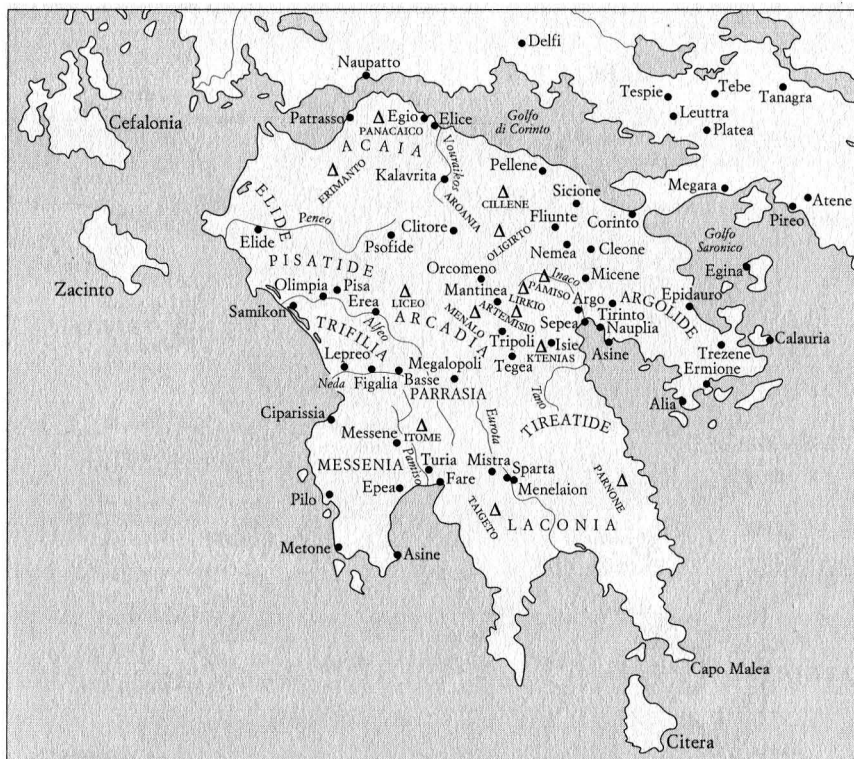 Delfi
Naupatto
Tespie
Tebe
Tanagra
Leuttra
Platea
Cefalonia
Patrasso
Egio
Elice
PANACAICO
Golfo
di Corinto
ACAIA
Vouraikos
Pellene
ERIMANTO
Kalavrita
Megara
Atene
Pireo
AROANIA
CILLENE
Sicione
Corinto
ELIDE
Peneo
Elide
Psofide
Clitore
OLIGIRTO
Fliunte
Nemea
Cleone
Golfo
Saronico
Egina
PISATIDE
Zacinto
Olimpia
Pisa
Orcomeno
Mantinea
Inaco
Micene
PAMISO
LIRKIO
Samikon
Erea
LICEO
ARCADIA
MENALO
ARTEMISIO
Argo
ARGOLIDE
Epidauro
Tirinto
Sepea
Nauplia
TRIFILIA
Alfeo
Tripoli
Isie
KTENIAS
Asine
Trezene
Calauria
Tegea
Lepreo
Neda
Figalia
Basse
Megalopoli
PARRASIA
Ermione
Alia
Tano
TIREATIDE
Ciparissia
Messene
ITOME
Eurota
MESSENIA
Pamiso
Turia
Mistra
Sparta
Menelaion
PARNONE
Pilo
Epea
Fare
TAIGETO
LACONIA
Metone
Asine
Capo Malea
Citera